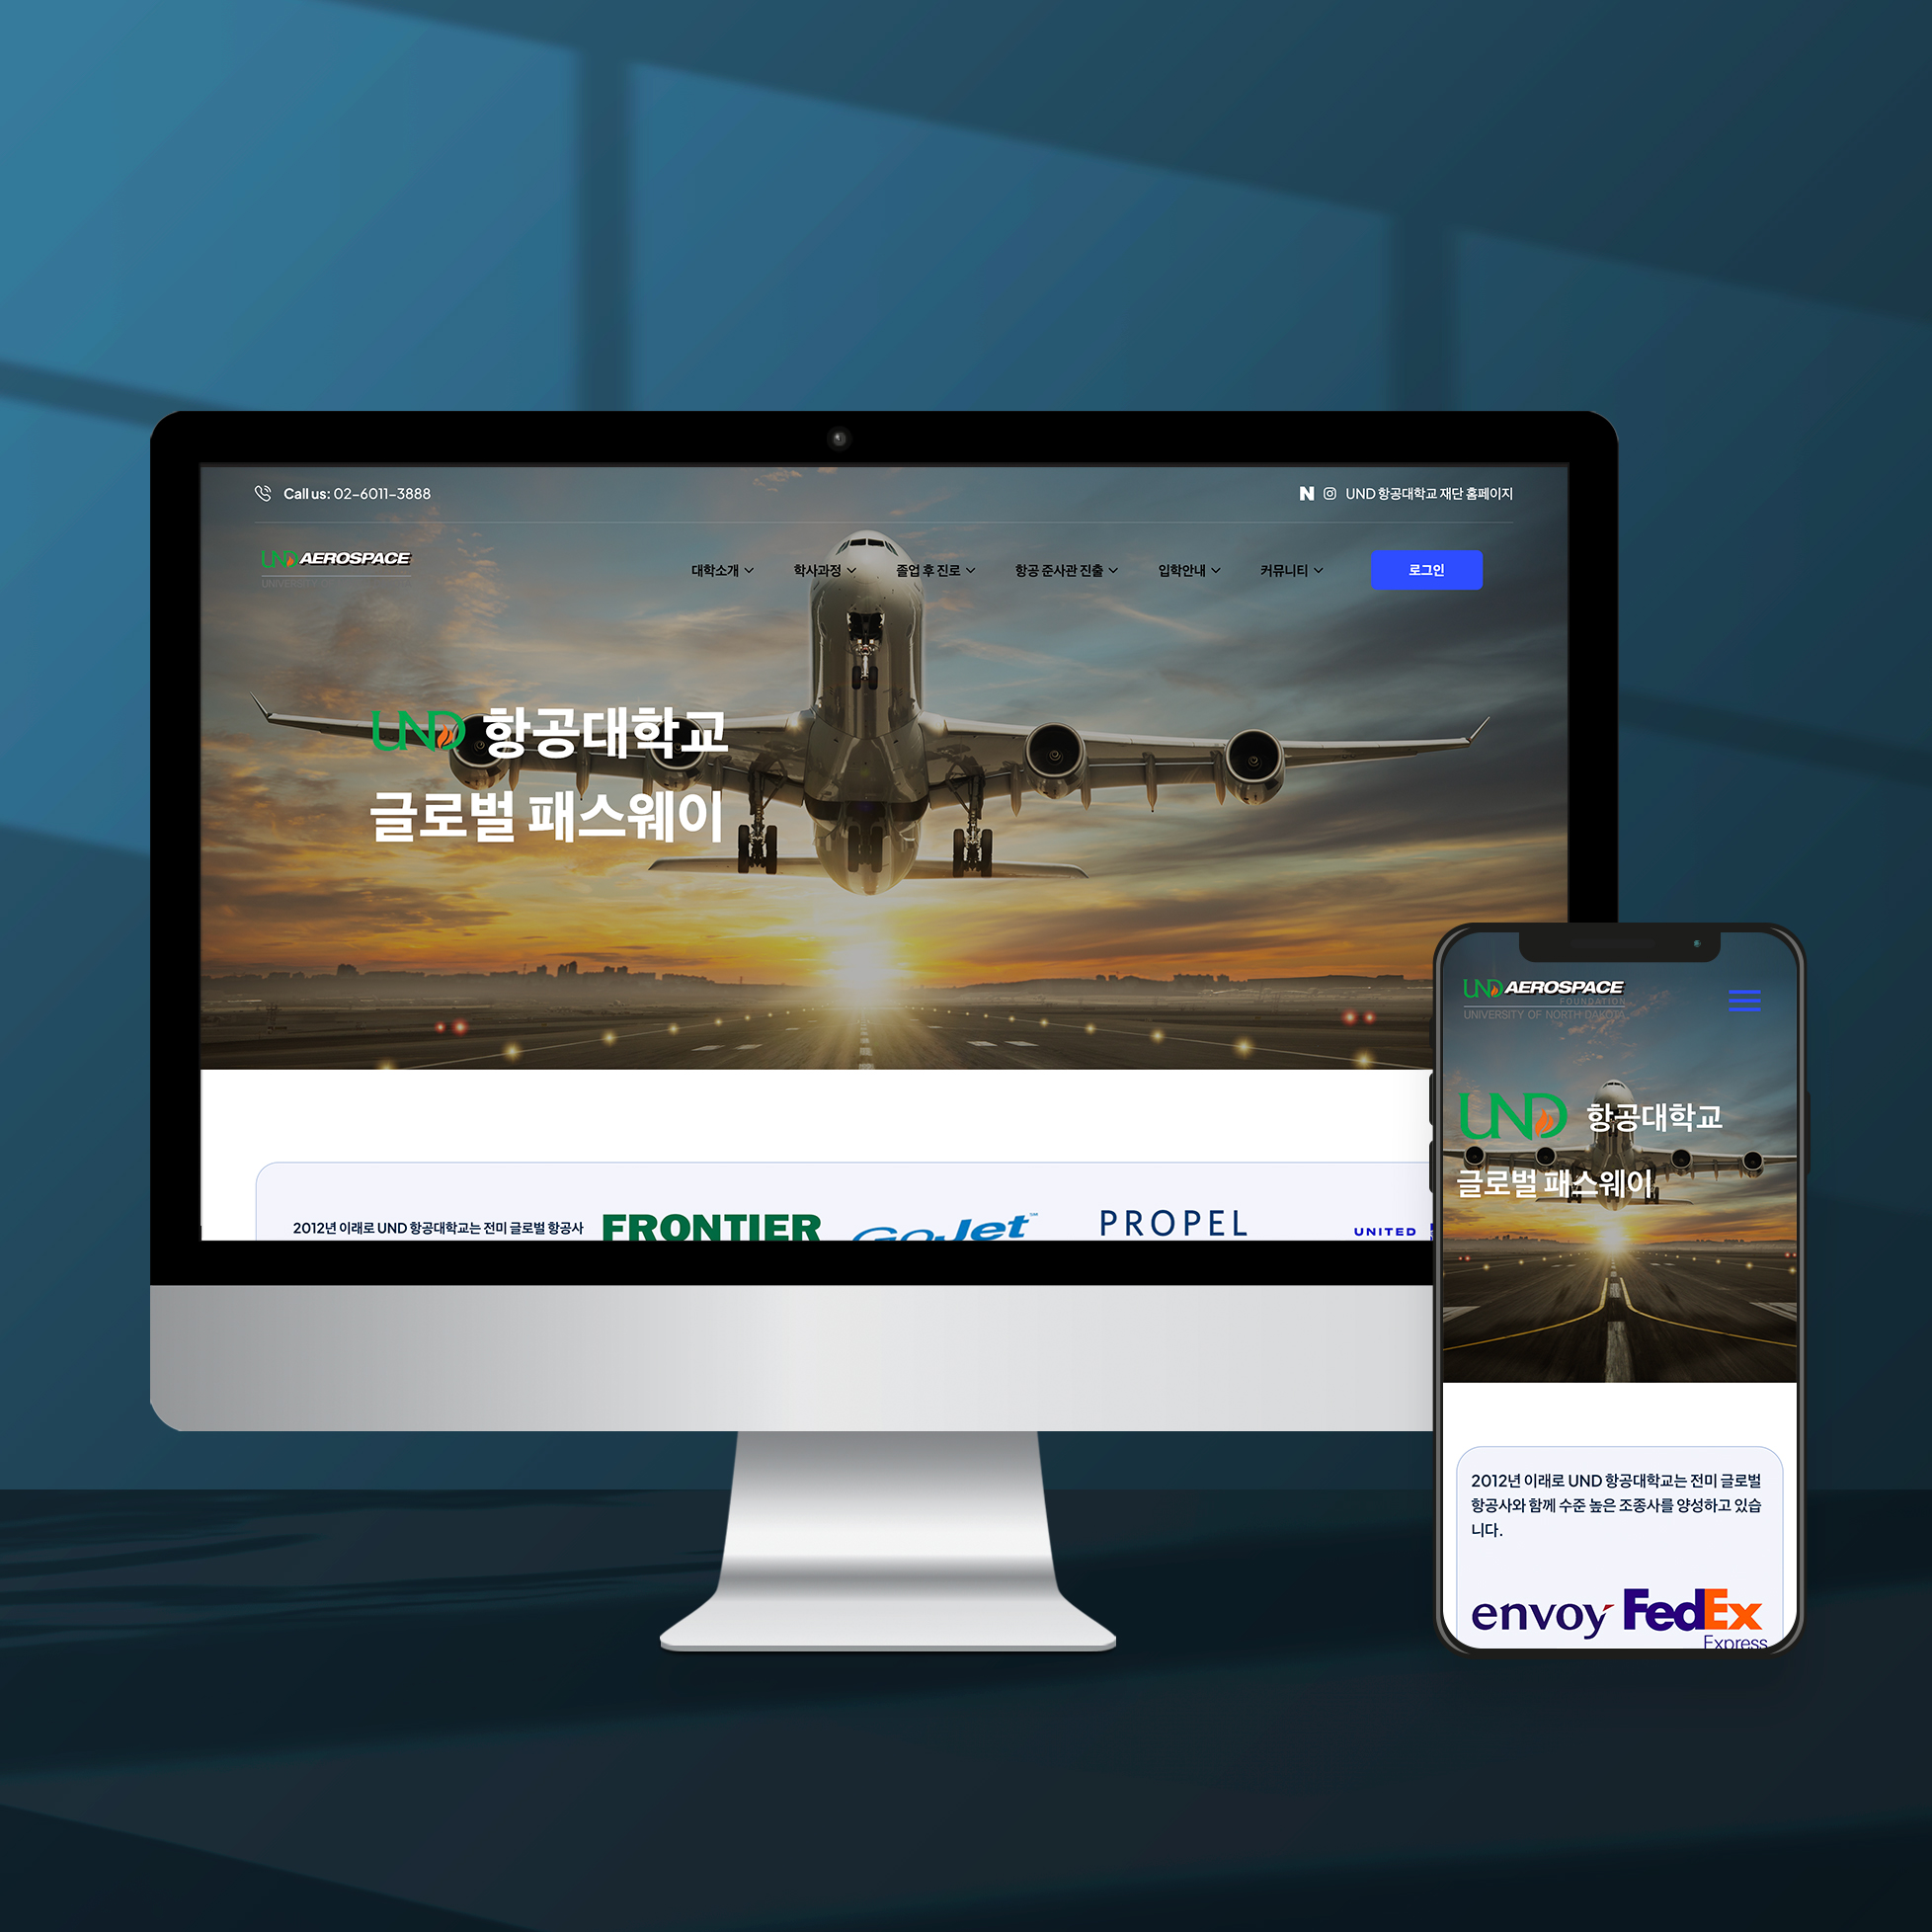 Call us: 02-6011-3888
N UND 항공대학교 재단 홈페이지
UND AEROSPACE
UNIVERSITY
대학소개 학사과정 졸업 후 진로 항공 준사관 진출 입학안내 커뮤니티 로그인
UND 항공대학교
글로벌 패스웨이
2012년 이래로 UND 항공대학교는 전미 글로벌 항공사
FRONTIER GoJet PROPEL UNITED
UND AEROSPACE
FOUNDATION
UNIVERSITY OF NORTH DAKOTA
UND 항공대학교
글로벌 패스웨이
2012년 이래로 UND 항공대학교는 전미 글로벌
항공사와 함께 수준 높은 조종사를 양성하고 있습
니다.
envoy FedEx
Express